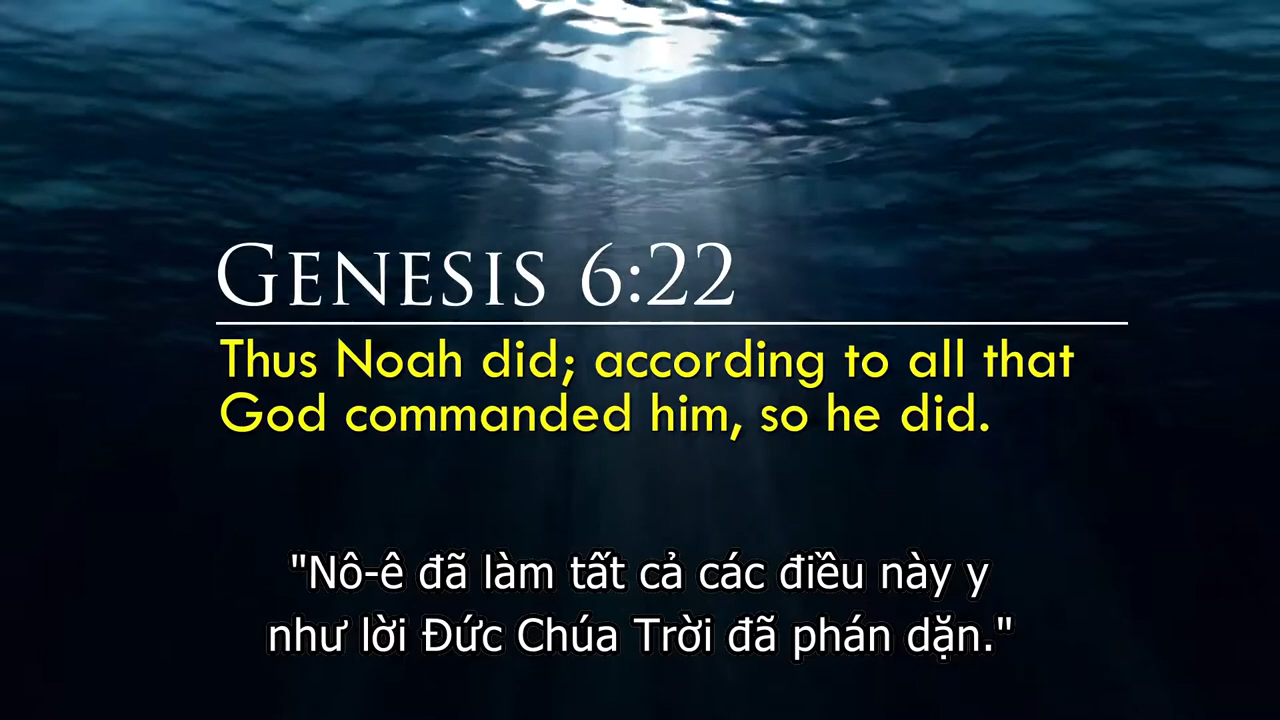 GENESIS 6:22
Thus Noah did; according to all that
God commanded him, so he did.
"Nô-ê đã làm tất cả các điều này y
như lời Đức Chúa Trời đã phán dặn."